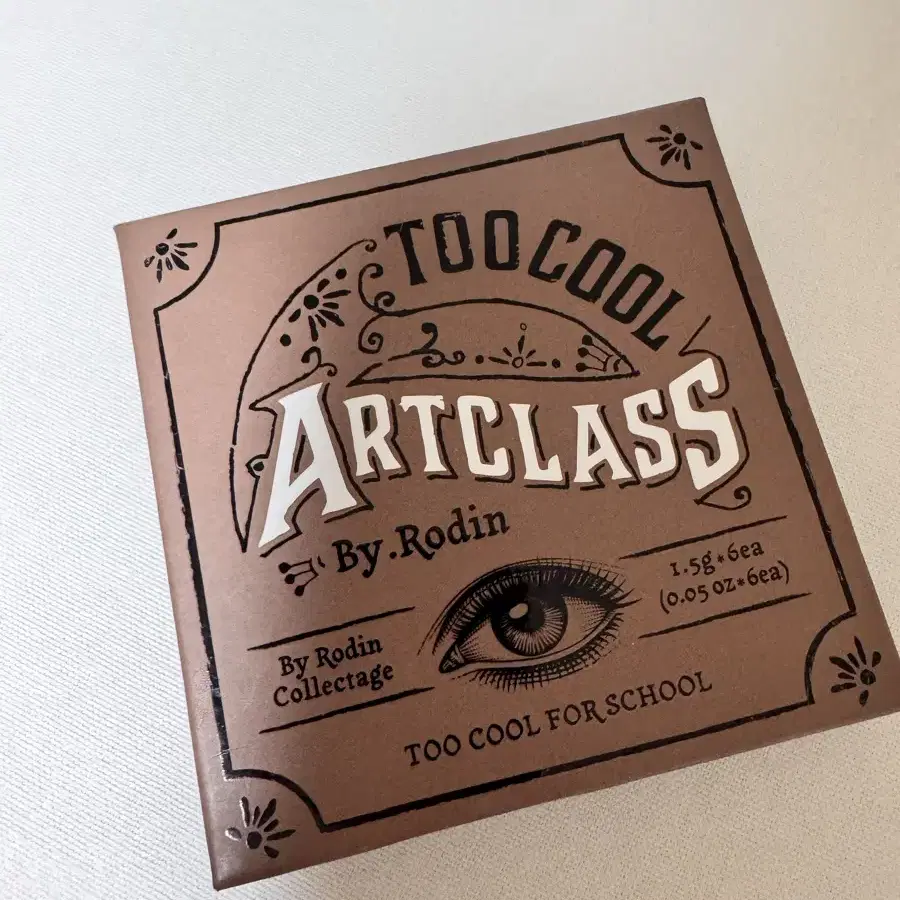 TOO COOL
ARTCLASS
By.Rodin
1.5g*6ea
(0.05 oz*6ea)
By Rodin
Collectage
TOO COOL FOR SCHOOL